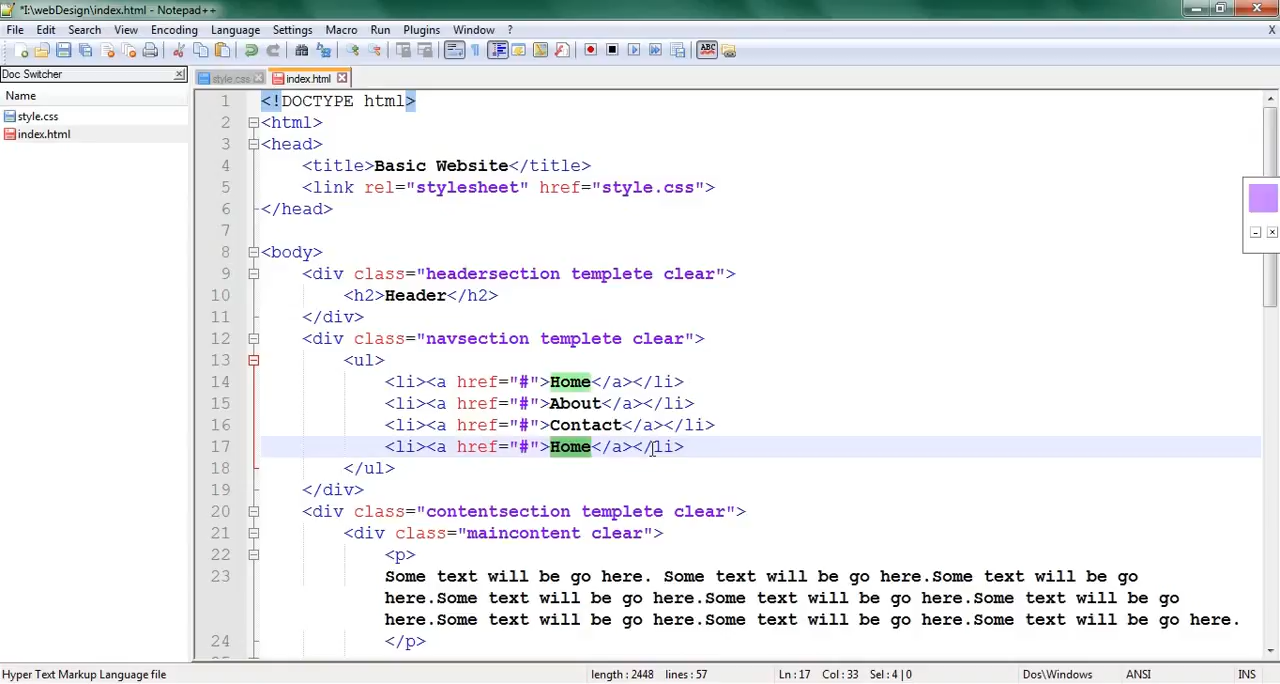 *I:\webDesign\index.html - Notepad++
File Edit Search View Encoding Language Settings Macro Run Plugins Window ? X
Doc Switcher
style.css index.html
Name
style.css
index.html
1 <!DOCTYPE html>
2 <html>
3 <head>
4 <title>Basic Website</title>
5 <link rel="stylesheet" href="style.css">
6 </head>
7
8 <body>
9 <div class="headersection templete clear">
10 <h2>Header</h2>
11 </div>
12 <div class="navsection templete clear">
13 <ul>
14 <li><a href="#">Home</a></li>
15 <li><a href="#">About</a></li>
16 <li><a href="#">Contact</a></li>
17 <li><a href="#">Home</a></li>
18 </ul>
19 </div>
20 <div class="contentsection templete clear">
21 <div class="maincontent clear">
22 <p>
23 Some text will be go here. Some text will be go here.Some text will be go
here.Some text will be go here.Some text will be go here.Some text will be go
here.Some text will be go here.Some text will be go here.Some text will be go here.
24 </p>
Hyper Text Markup Language file length : 2448 lines : 57 Ln : 17 Col : 33 Sel : 4 | 0 Dos\Windows ANSI INS